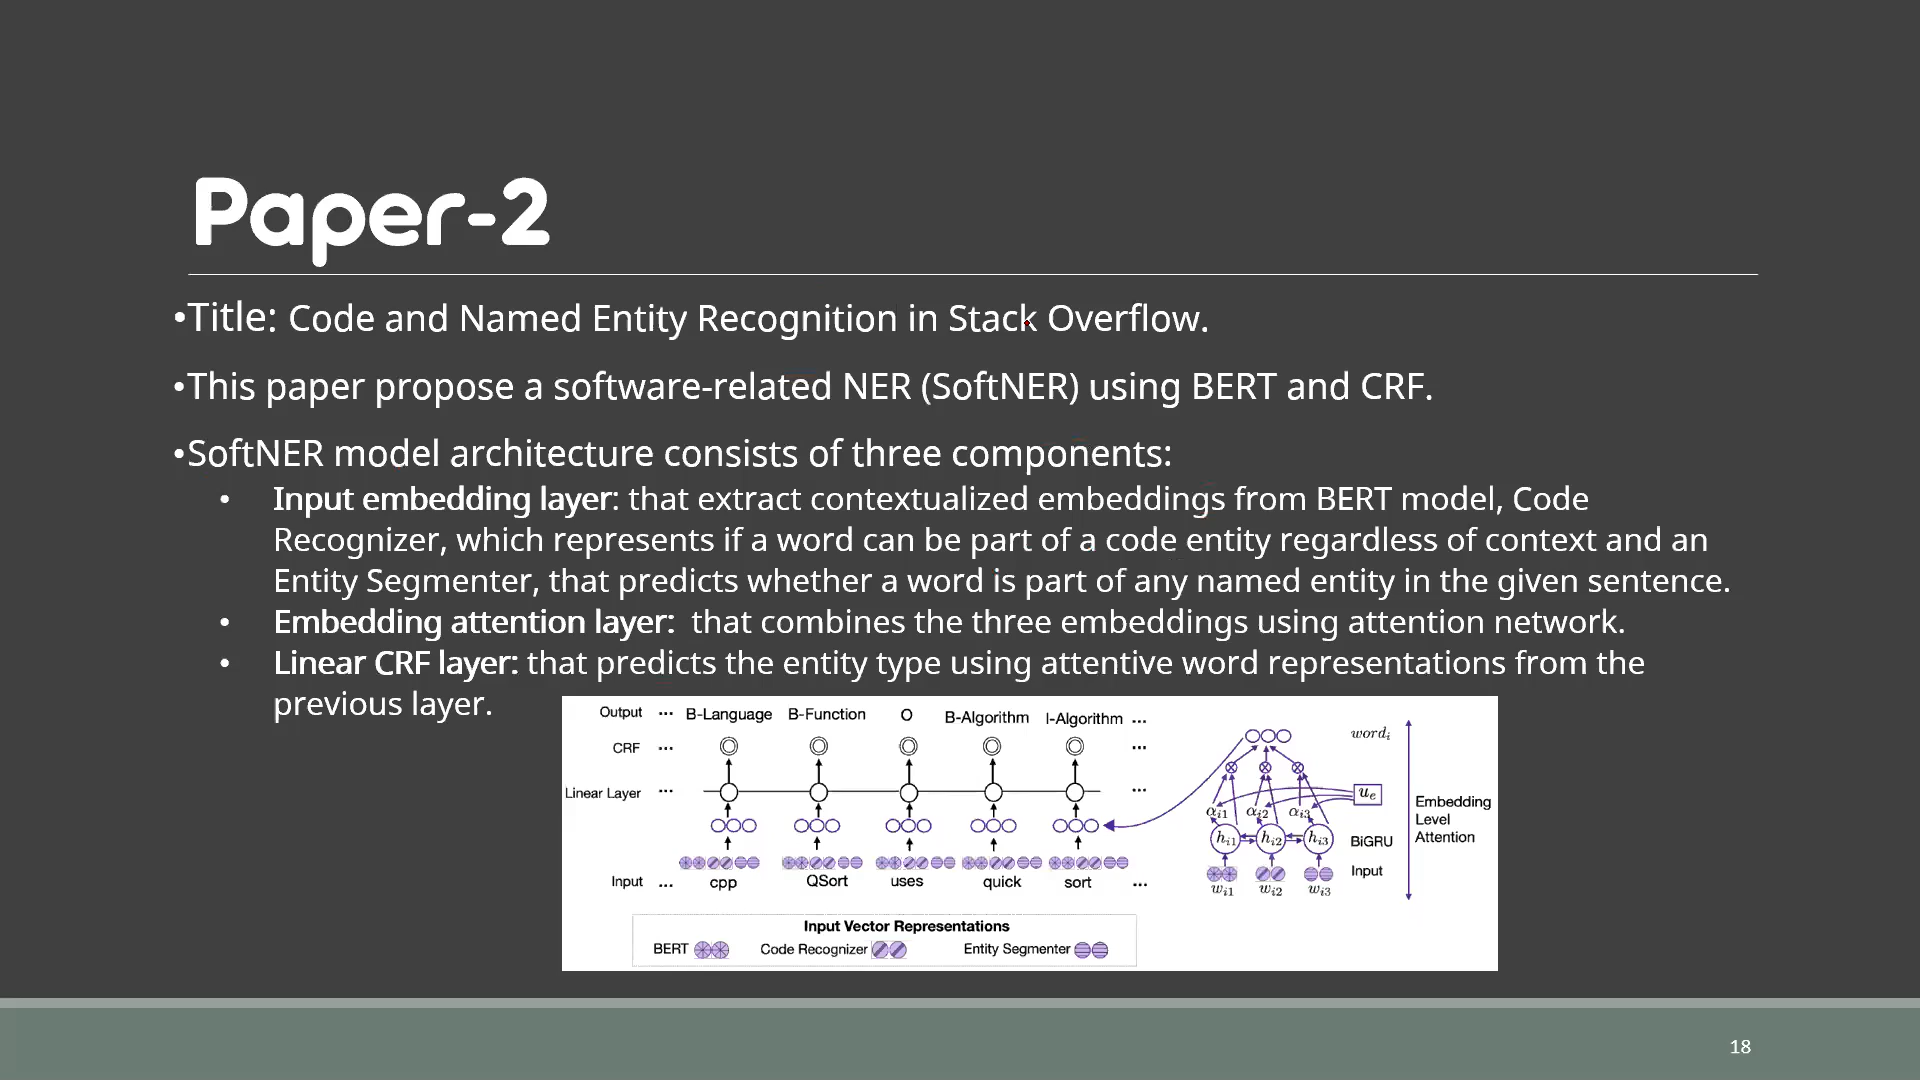 Paper-2
•Title: Code and Named Entity Recognition in Stack Overflow.
•This paper propose a software-related NER (SoftNER) using BERT and CRF.
•SoftNER model architecture consists of three components:
• Input embedding layer: that extract contextualized embeddings from BERT model, Code
Recognizer, which represents if a word can be part of a code entity regardless of context and an
Entity Segmenter, that predicts whether a word is part of any named entity in the given sentence.
• Embedding attention layer: that combines the three embeddings using attention network.
• Linear CRF layer: that predicts the entity type using attentive word representations from the
previous layer.
Output ... B-Language B-Function O B-Algorithm I-Algorithm ...
CRF ... ...
Linear Layer ... ...
Input ... cpp QSort uses quick sort ...
Input Vector Representations
BERT Code Recognizer Entity Segmenter
word_i
u_e
α_i1 α_i2 α_i3
h_i1 h_i2 h_i3 BiGRU
Input
w_i1 w_i2 w_i3
Embedding
Level
Attention
18